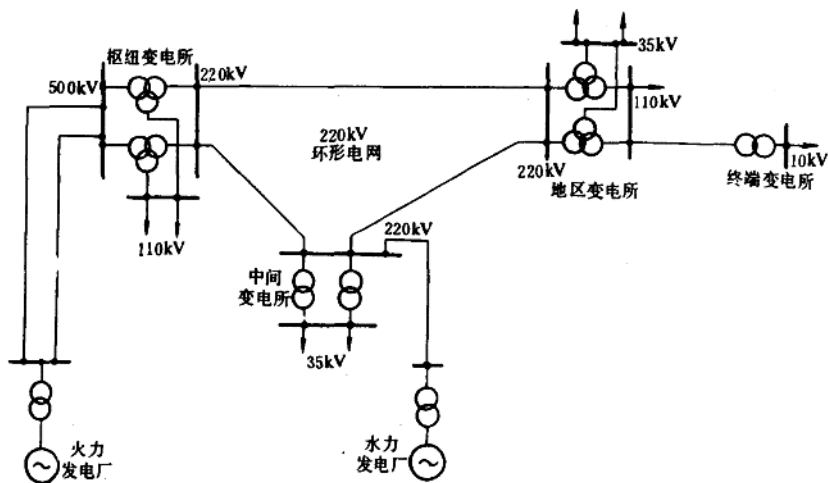 枢纽变电所
500kV
220kV
110kV
220kV
环形电网
35kV
110kV
220kV
地区变电所
终端变电所
10kV
220kV
中间
变电所
35kV
火力
发电厂
水力
发电厂